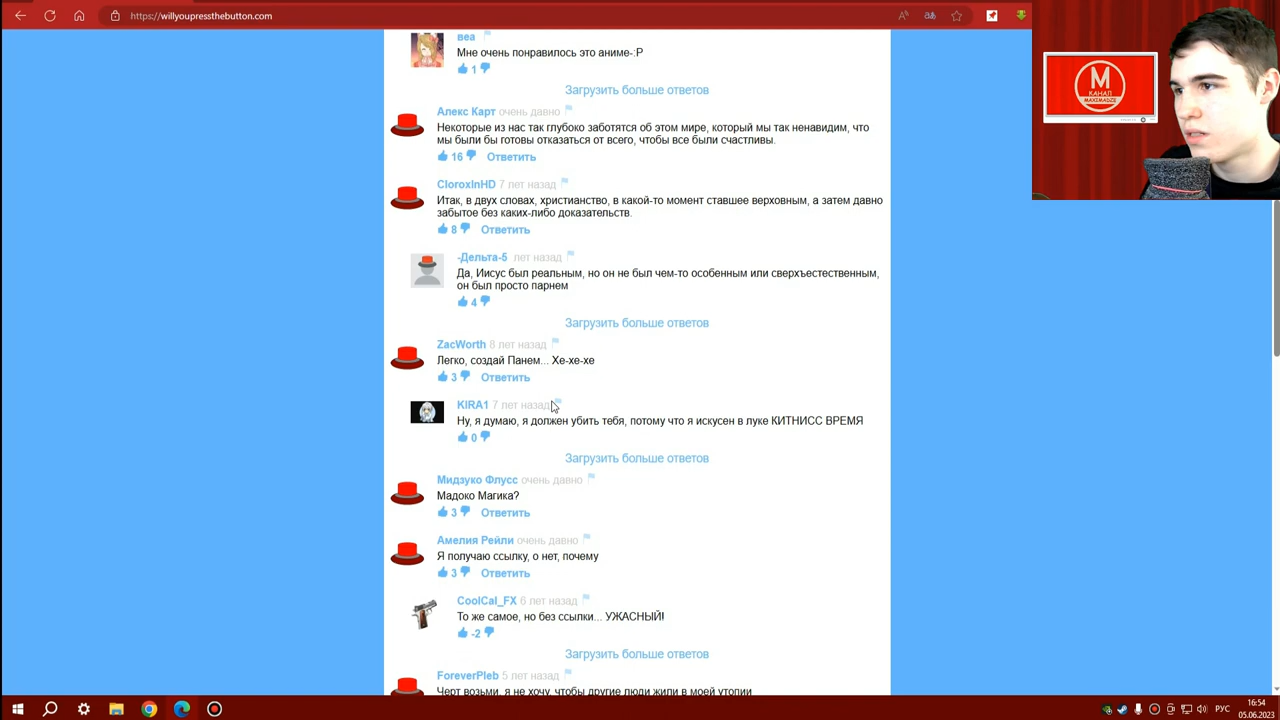 https://willyoupressthebutton.com
веа
Мне очень понравилось это аниме-:P
1
Загрузить больше ответов
Алекс Карт очень давно
Некоторые из нас так глубоко заботятся об этом мире, который мы так ненавидим, что
мы были бы готовы отказаться от всего, чтобы все были счастливы.
16 Ответить
CloroxInHD 7 лет назад
Итак, в двух словах, христианство, в какой-то момент ставшее верховным, а затем давно
забытое без каких-либо доказательств.
8 Ответить
-Дельта-5 лет назад
Да, Иисус был реальным, но он не был чем-то особенным или сверхъестественным,
он был просто парнем
4
Загрузить больше ответов
ZacWorth 8 лет назад
Легко, создай Панем... Хе-хе-хе
3 Ответить
KIRA1 7 лет назад
Ну, я думаю, я должен убить тебя, потому что я искусен в луке КИТНИСС ВРЕМЯ
0
Загрузить больше ответов
Мидзуко Флусс очень давно
Мадоко Магика?
3 Ответить
Амелия Рейли очень давно
Я получаю ссылку, о нет, почему
3 Ответить
CoolCal_FX 6 лет назад
То же самое, но без ссылки... УЖАСНЫЙ!
-2
Загрузить больше ответов
ForeverPleb 5 лет назад
Черт возьми, я не хочу, чтобы другие люди жили в моей утопии
M
КАНАЛ
MAXIMADZE
РУС
16:54
05.06.2023